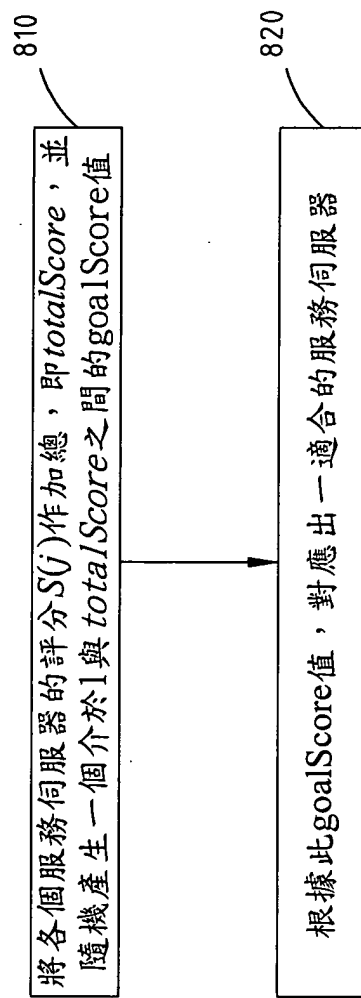 將各個服務伺服器的評分S(j)作加總，即totalScore，並
隨機產生一個介於1與totalScore之間的goalScore值
810
根據此goalScore值，對應出一適合的服務伺服器
820